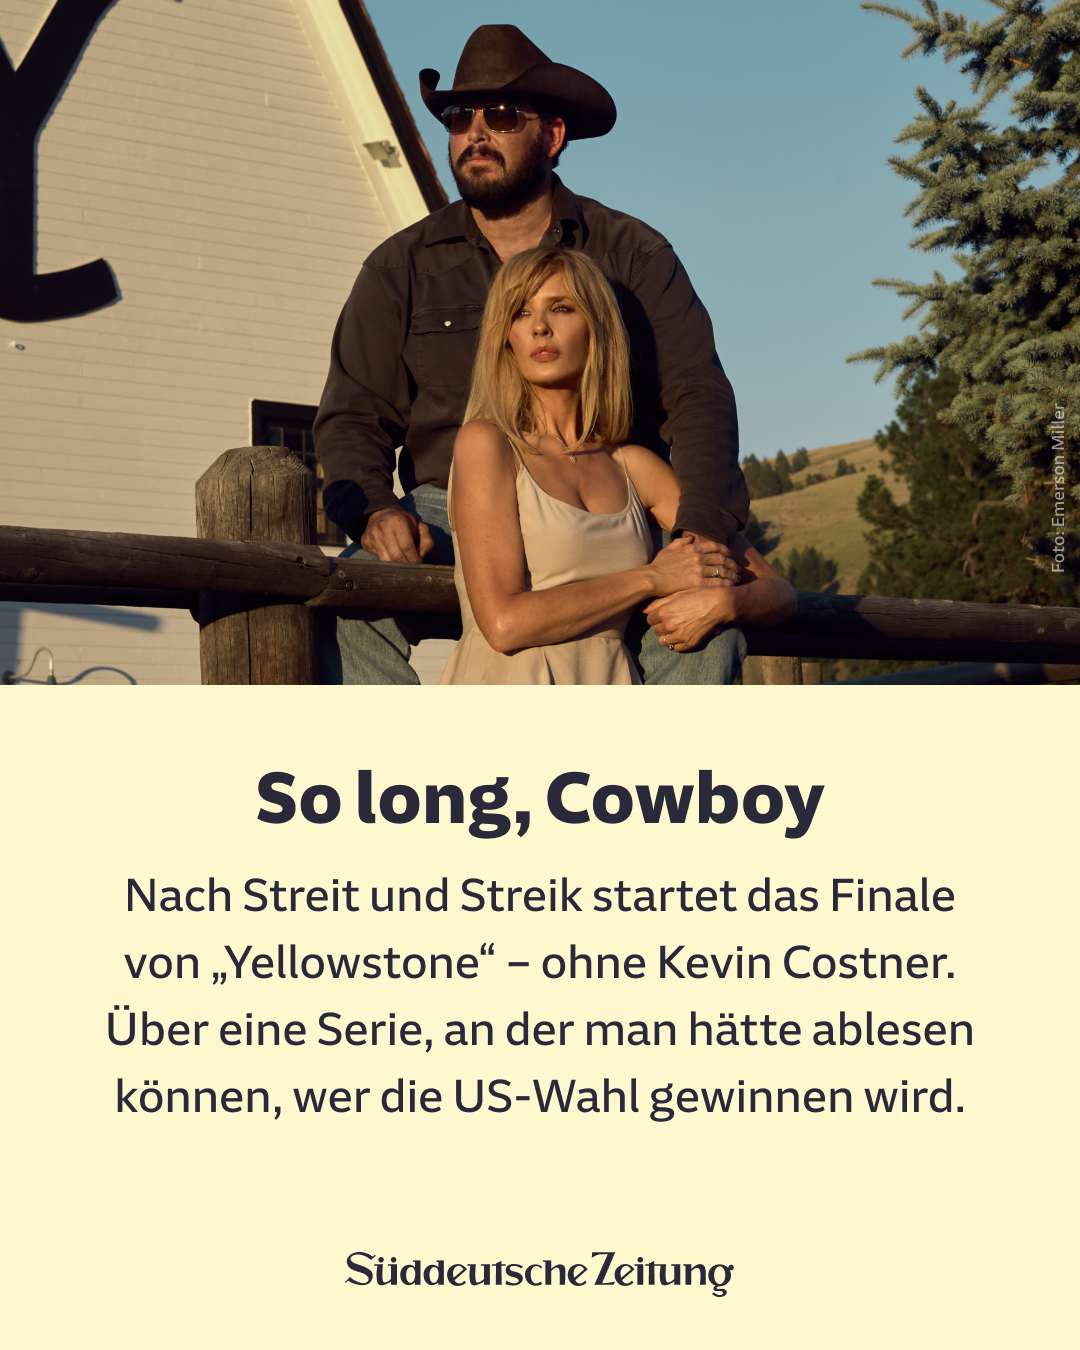 Y
Foto: Emerson Miller
So long, Cowboy
Nach Streit und Streik startet das Finale
von „Yellowstone“ – ohne Kevin Costner.
Über eine Serie, an der man hätte ablesen
können, wer die US-Wahl gewinnen wird.
Süddeutsche Zeitung